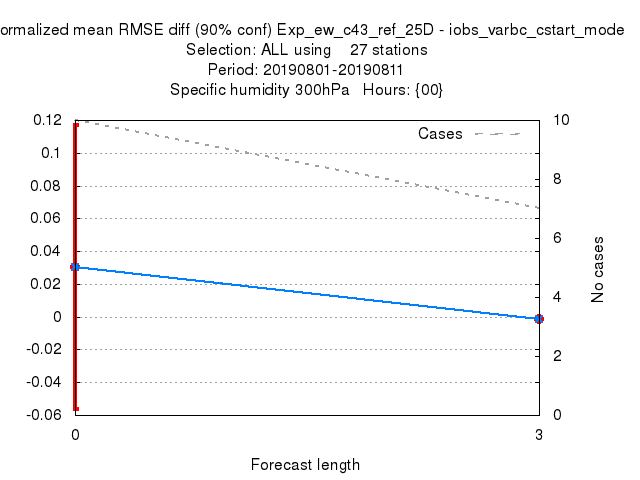 ormalized mean RMSE diff (90% conf) Exp_ew_c43_ref_25D - iobs_varbc_cstart_mode
Selection: ALL using 27 stations
Period: 20190801-20190811
Specific humidity 300hPa Hours: {00}
Cases
0.12
0.1
0.08
0.06
0.04
0.02
0
-0.02
-0.04
-0.06
10
8
6
4
2
0
No cases
0 3
Forecast length